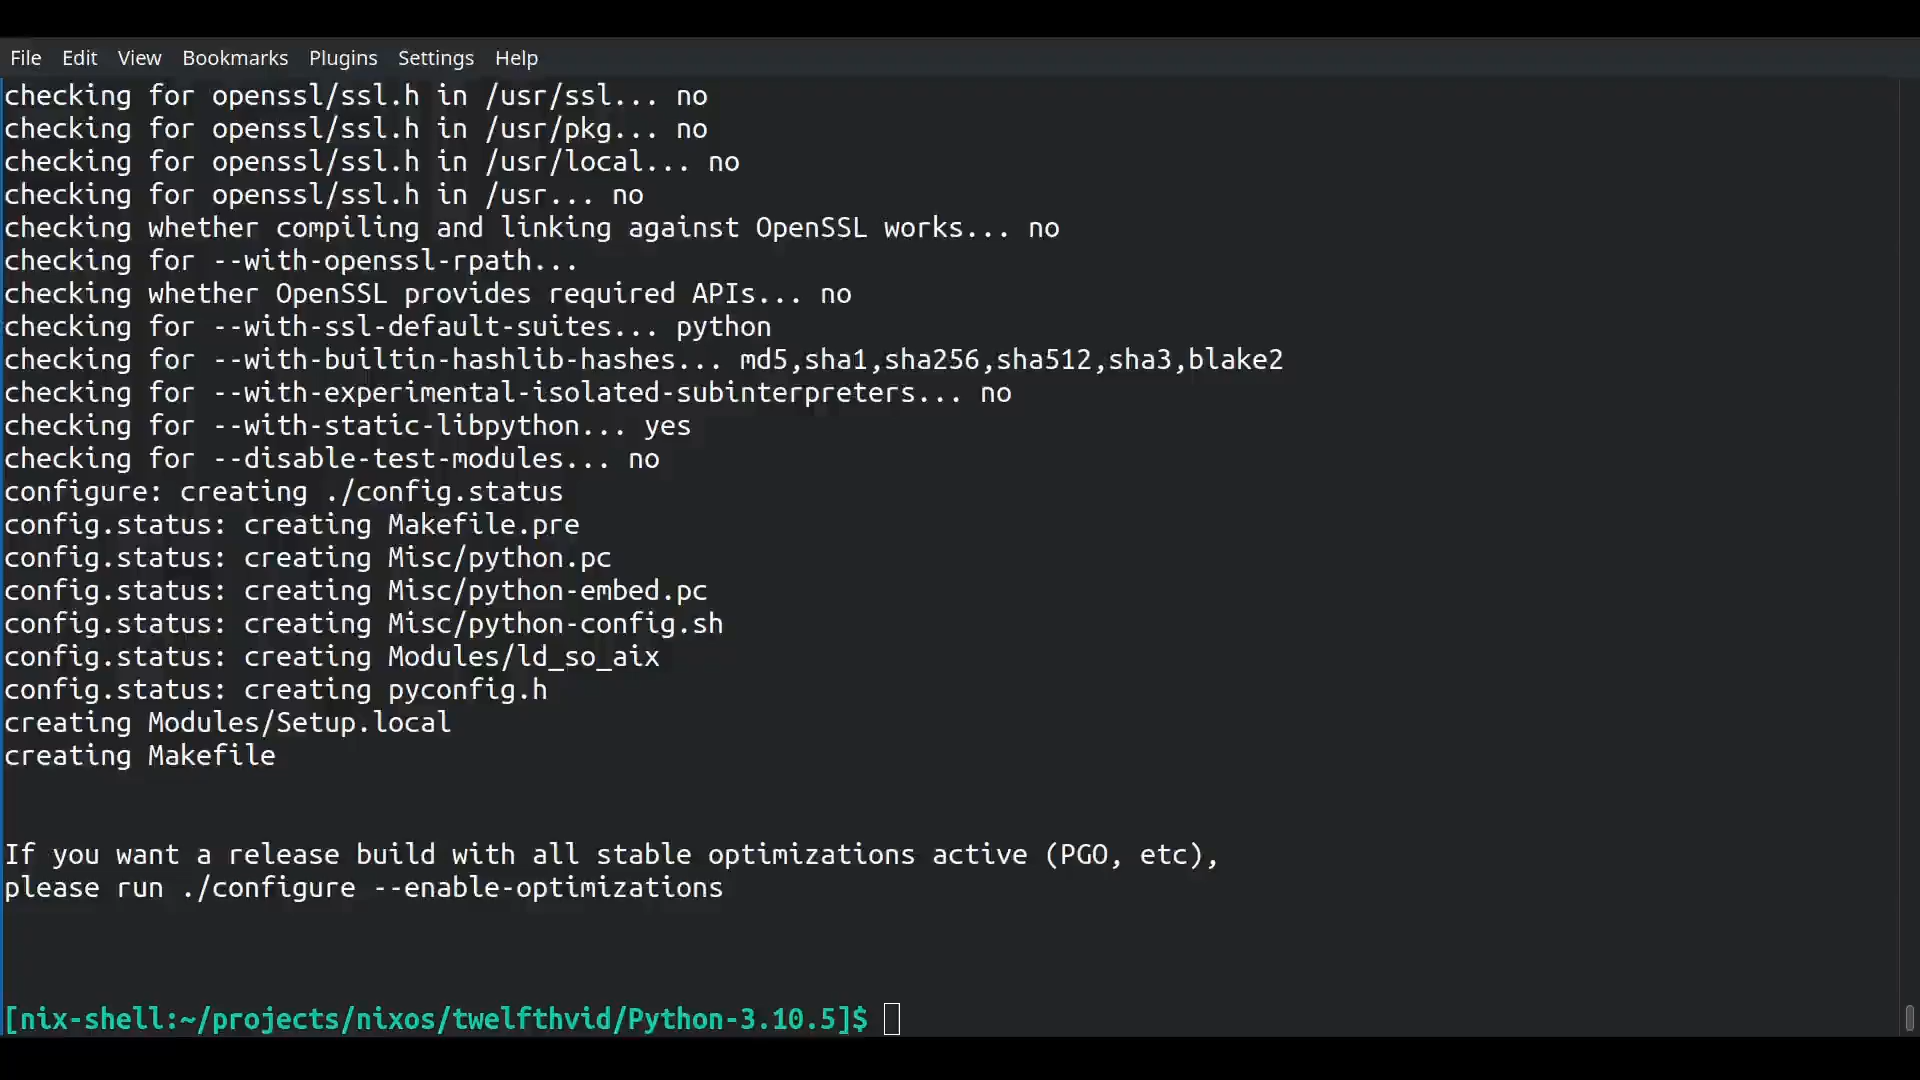 File Edit View Bookmarks Plugins Settings Help
checking for openssl/ssl.h in /usr/ssl... no
checking for openssl/ssl.h in /usr/pkg... no
checking for openssl/ssl.h in /usr/local... no
checking for openssl/ssl.h in /usr... no
checking whether compiling and linking against OpenSSL works... no
checking for --with-openssl-rpath...
checking whether OpenSSL provides required APIs... no
checking for --with-ssl-default-suites... python
checking for --with-builtin-hashlib-hashes... md5,sha1,sha256,sha512,sha3,blake2
checking for --with-experimental-isolated-subinterpreters... no
checking for --with-static-libpython... yes
checking for --disable-test-modules... no
configure: creating ./config.status
config.status: creating Makefile.pre
config.status: creating Misc/python.pc
config.status: creating Misc/python-embed.pc
config.status: creating Misc/python-config.sh
config.status: creating Modules/ld_so_aix
config.status: creating pyconfig.h
creating Modules/Setup.local
creating Makefile
If you want a release build with all stable optimizations active (PGO, etc),
please run ./configure --enable-optimizations
[nix-shell:~/projects/nixos/twelfthvid/Python-3.10.5]$